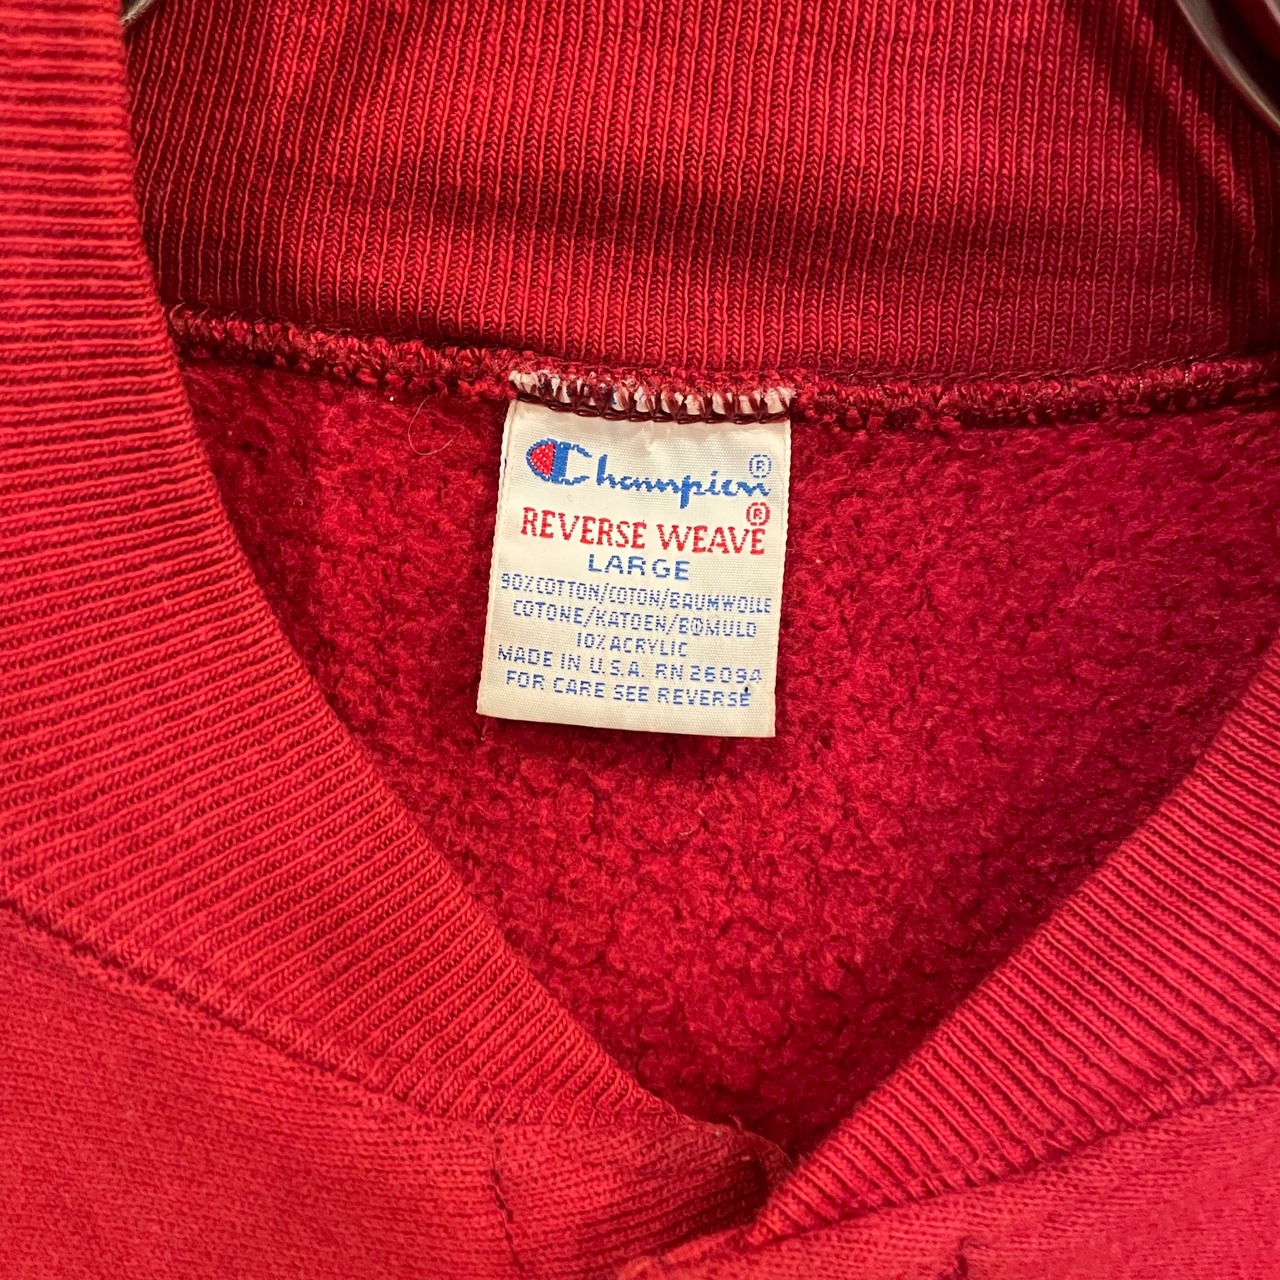 Champion®
REVERSE WEAVE®
LARGE
90% COTTON/COTON/BAUMWOLLE
COTONE/KATOEN/BØMULD
10% ACRYLIC
MADE IN U.S.A. RN 26094
FOR CARE SEE REVERSE